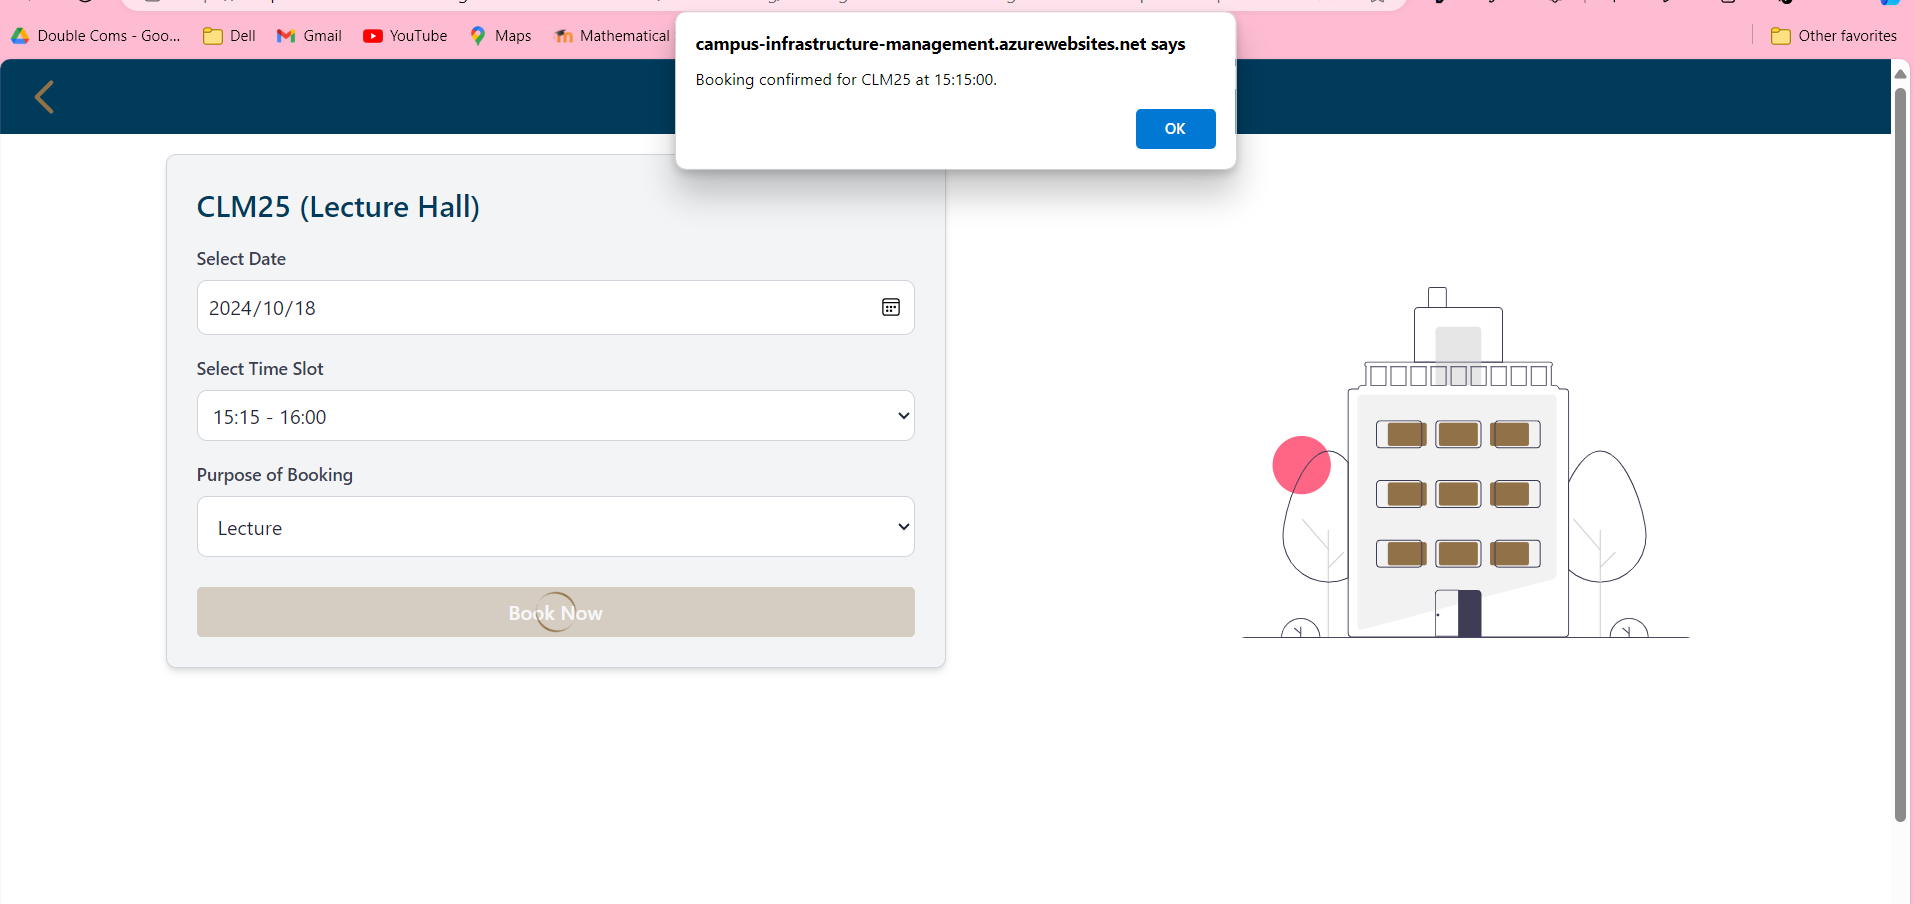 Double Coms - Goo...
Dell
Gmail
YouTube
Maps
Mathematical
Other favorites
campus-infrastructure-management.azurewebsites.net says
Booking confirmed for CLM25 at 15:15:00.
OK
CLM25 (Lecture Hall)
Select Date
2024/10/18
Select Time Slot
15:15 - 16:00
Purpose of Booking
Lecture
Book Now